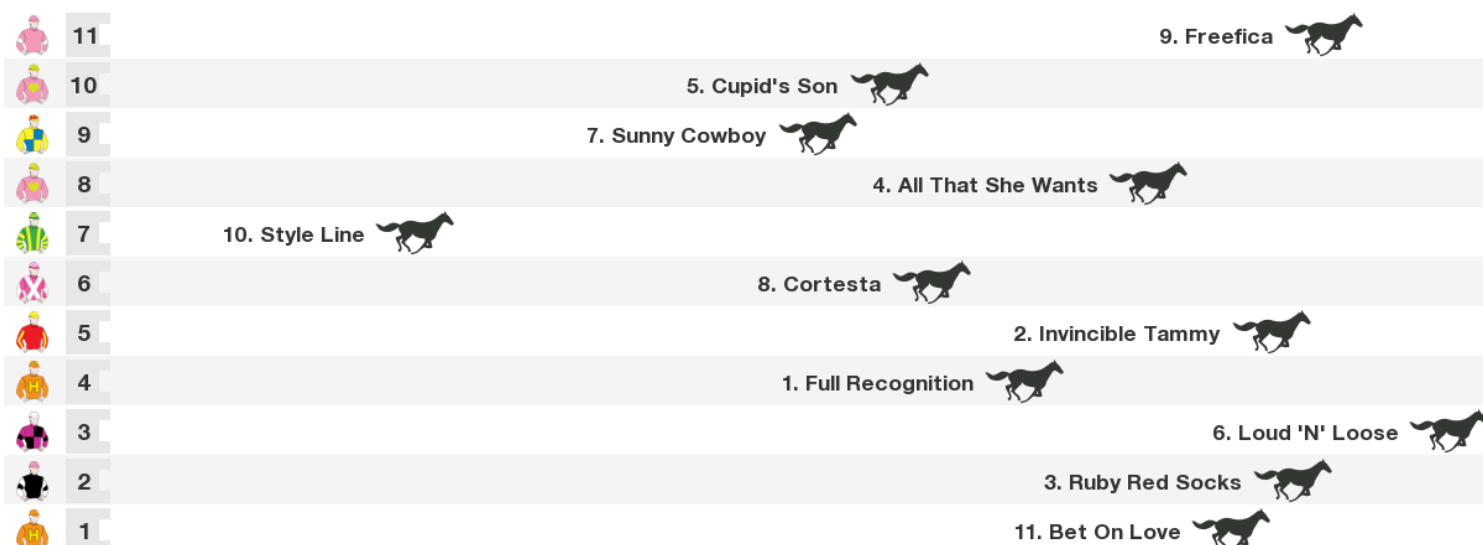 11 9. Freefica
10 5. Cupid's Son
9 7. Sunny Cowboy
8 4. All That She Wants
7 10. Style Line
6 8. Cortesta
5 2. Invincible Tammy
4 H 1. Full Recognition
3 6. Loud 'N' Loose
2 3. Ruby Red Socks
1 H 11. Bet On Love